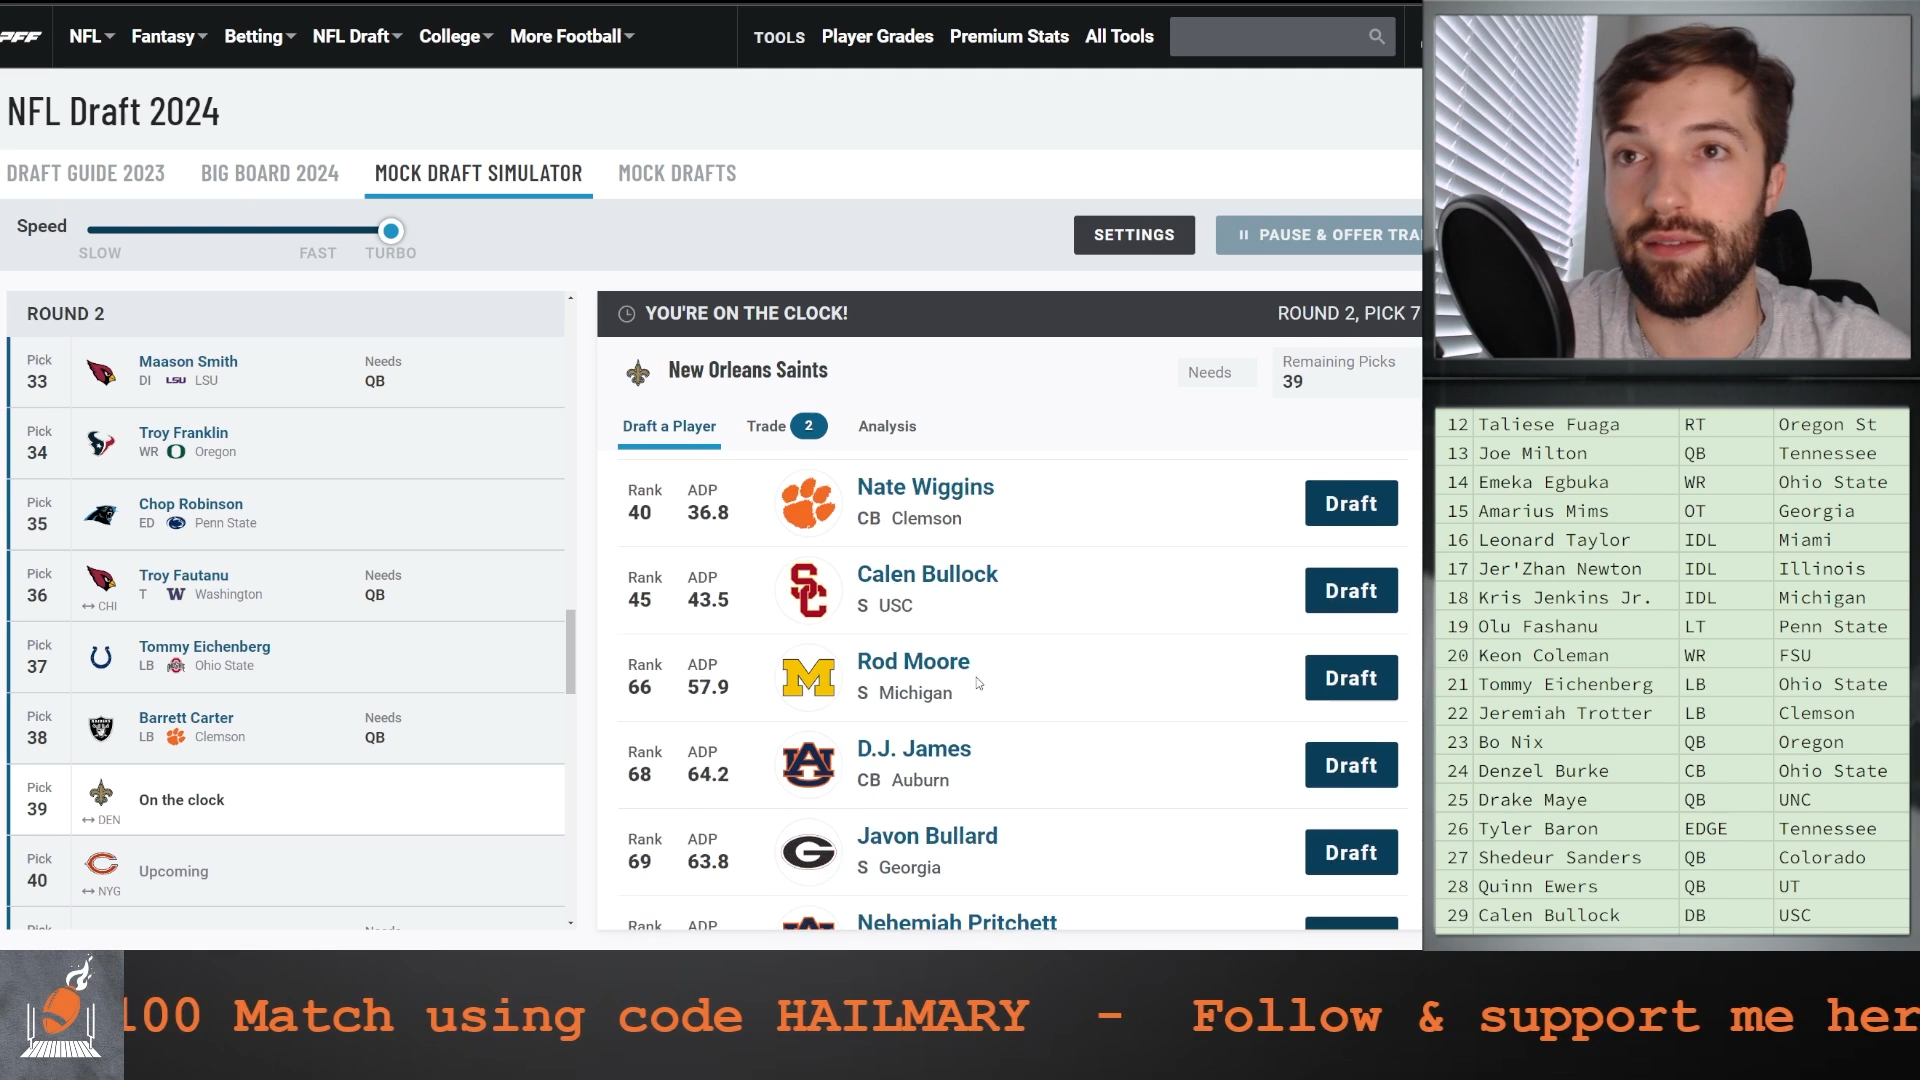 PFF NFL Fantasy Betting NFL Draft College More Football TOOLS Player Grades Premium Stats All Tools
NFL Draft 2024
DRAFT GUIDE 2023 BIG BOARD 2024 MOCK DRAFT SIMULATOR MOCK DRAFTS
Speed
SLOW FAST TURBO
SETTINGS
PAUSE & OFFER TRA
ROUND 2
Pick 33 Maason Smith Needs
DI LSU LSU QB
Pick 34 Troy Franklin
WR O Oregon
Pick 35 Chop Robinson
ED Penn State
Pick 36 Troy Fautanu Needs
T W Washington QB
↔ CHI
Pick 37 Tommy Eichenberg
LB Ohio State
Pick 38 Barrett Carter Needs
LB Clemson QB
Pick 39 On the clock
↔ DEN
Pick 40 Upcoming
↔ NYG
YOU'RE ON THE CLOCK! ROUND 2, PICK 7
New Orleans Saints Needs Remaining Picks
39
Draft a Player Trade 2 Analysis
Rank ADP Nate Wiggins Draft
40 36.8 CB Clemson
Rank ADP Calen Bullock Draft
45 43.5 SC S USC
Rank ADP Rod Moore Draft
66 57.9 M S Michigan
Rank ADP D.J. James Draft
68 64.2 AU CB Auburn
Rank ADP Javon Bullard Draft
69 63.8 G S Georgia
Rank ADP Nehemiah Pritchett
12 Taliese Fuaga RT Oregon St
13 Joe Milton QB Tennessee
14 Emeka Egbuka WR Ohio State
15 Amarius Mims OT Georgia
16 Leonard Taylor IDL Miami
17 Jer'Zhan Newton IDL Illinois
18 Kris Jenkins Jr. IDL Michigan
19 Olu Fashanu LT Penn State
20 Keon Coleman WR FSU
21 Tommy Eichenberg LB Ohio State
22 Jeremiah Trotter LB Clemson
23 Bo Nix QB Oregon
24 Denzel Burke CB Ohio State
25 Drake Maye QB UNC
26 Tyler Baron EDGE Tennessee
27 Shedeur Sanders QB Colorado
28 Quinn Ewers QB UT
29 Calen Bullock DB USC
100 Match using code HAILMARY - Follow & support me her